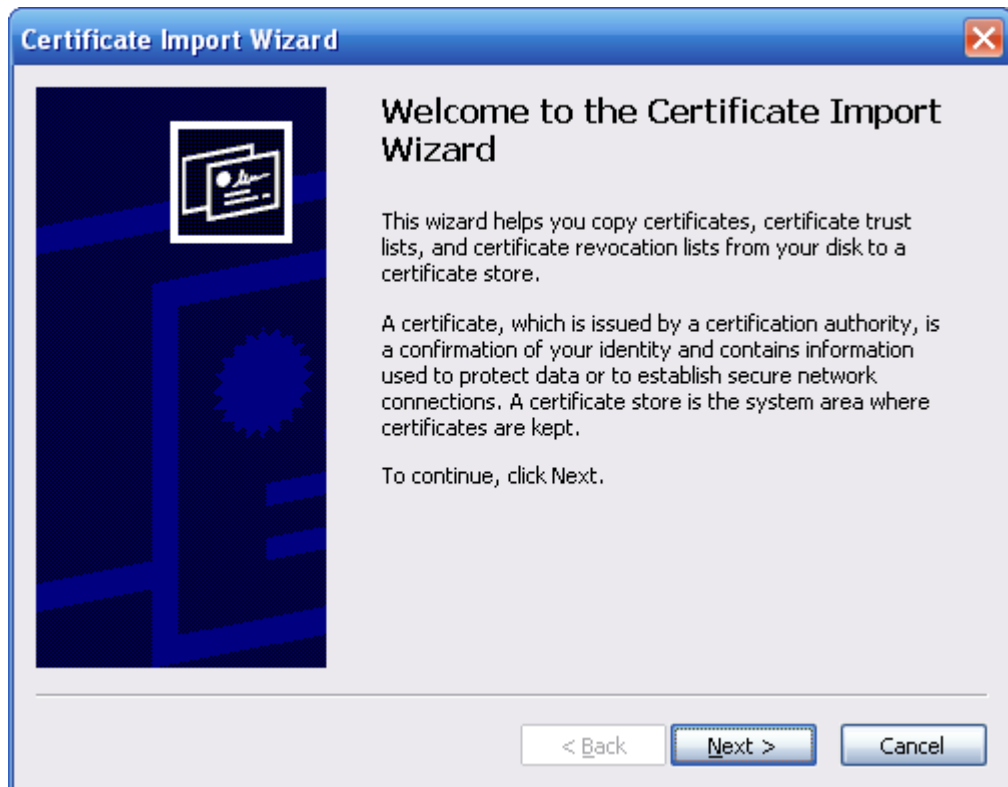 Certificate Import Wizard
Welcome to the Certificate Import
Wizard
This wizard helps you copy certificates, certificate trust
lists, and certificate revocation lists from your disk to a
certificate store.
A certificate, which is issued by a certification authority, is
a confirmation of your identity and contains information
used to protect data or to establish secure network
connections. A certificate store is the system area where
certificates are kept.
To continue, click Next.
< Back
Next >
Cancel